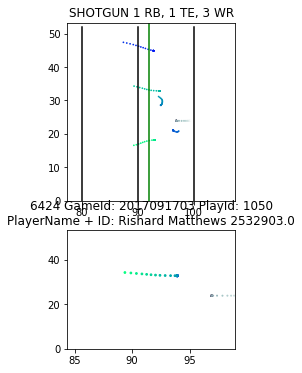 SHOTGUN 1 RB, 1 TE, 3 WR
50
40
30
20
10
0
80 90 100
6424 GameId: 2017091703 PlayId: 1050
PlayerName + ID: Rishard Matthews 2532903.0
40
20
0
85 90 95